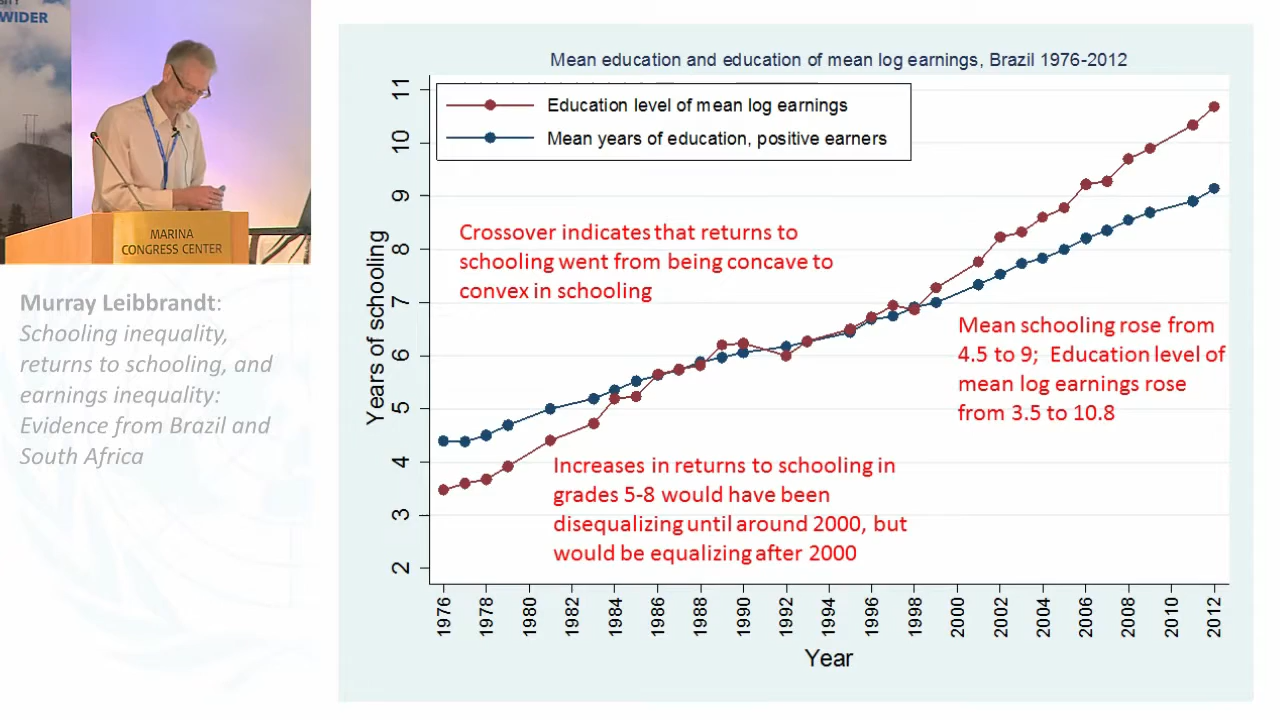 WIDER
MARINA
CONGRESS CENTER
Murray Leibbrandt:
Schooling inequality,
returns to schooling, and
earnings inequality:
Evidence from Brazil and
South Africa
Mean education and education of mean log earnings, Brazil 1976-2012
Education level of mean log earnings
Mean years of education, positive earners
Crossover indicates that returns to
schooling went from being concave to
convex in schooling
Mean schooling rose from
4.5 to 9; Education level of
mean log earnings rose
from 3.5 to 10.8
Increases in returns to schooling in
grades 5-8 would have been
disequalizing until around 2000, but
would be equalizing after 2000
Years of schooling
11
10
9
8
7
6
5
4
3
2
1976 1978 1980 1982 1984 1986 1988 1990 1992 1994 1996 1998 2000 2002 2004 2006 2008 2010 2012
Year